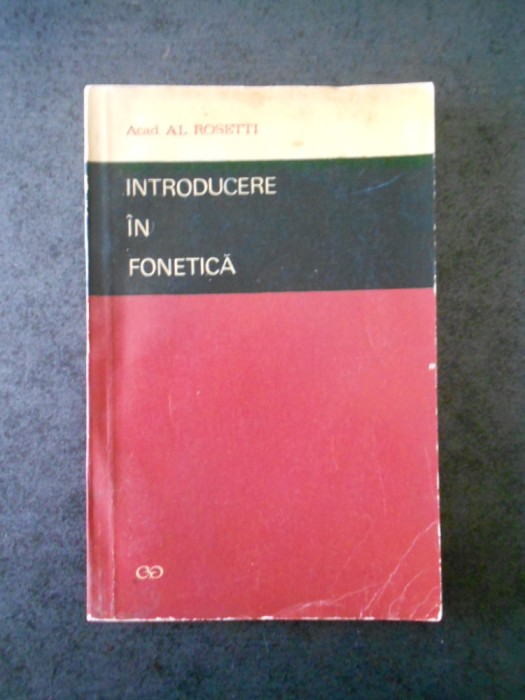 Acad. AL. ROSETTI
INTRODUCERE
ÎN
FONETICĂ